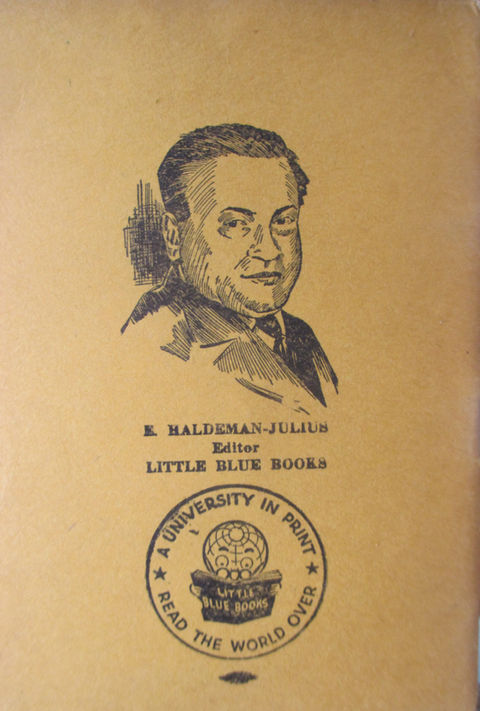 E. HALDEMAN-JULIUS
Editor
LITTLE BLUE BOOKS
★ A UNIVERSITY IN PRINT ★
READ THE WORLD OVER
LITTLE
BLUE BOOKS